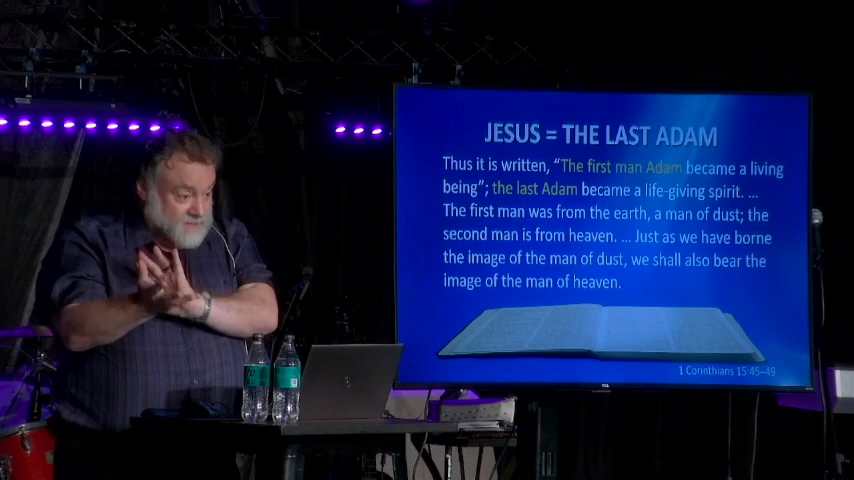 JESUS = THE LAST ADAM
Thus it is written, “The first man Adam became a living
being”; the last Adam became a life-giving spirit. ...
The first man was from the earth, a man of dust; the
second man is from heaven. ... Just as we have borne
the image of the man of dust, we shall also bear the
image of the man of heaven.
1 Corinthians 15:45–49